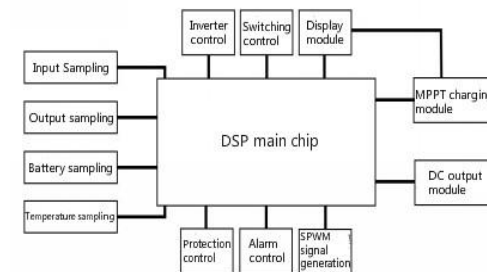 Inverter
control
Switching
control
Display
module
Input Sampling
Output sampling
Battery sampling
Temperature sampling
DSP main chip
MPPT chargin
module
DC output
module
Protection
control
Alarm
control
SPWM
signal
generation